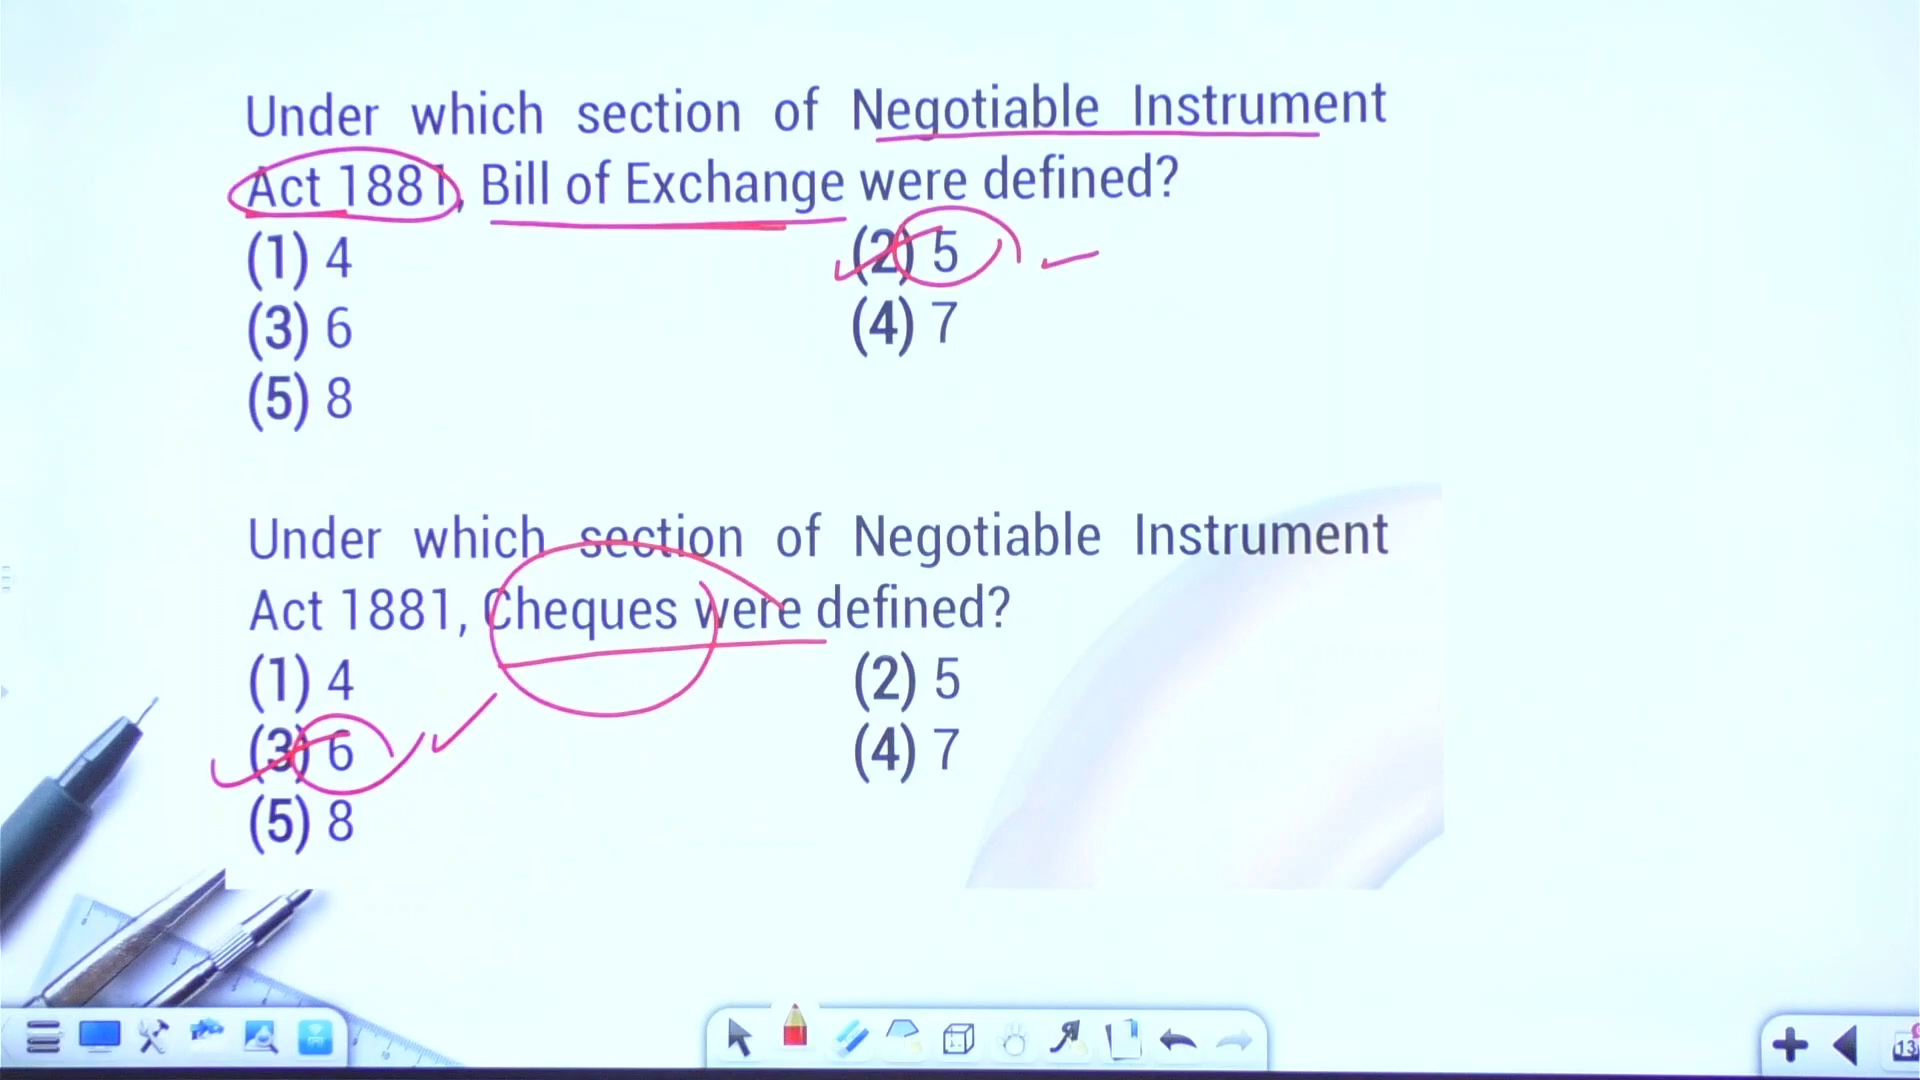 Under which section of Negotiable Instrument
Act 1881, Bill of Exchange were defined?
(1) 4 (2) 5
(3) 6 (4) 7
(5) 8
Under which section of Negotiable Instrument
Act 1881, Cheques were defined?
(1) 4 (2) 5
(3) 6 (4) 7
(5) 8
13